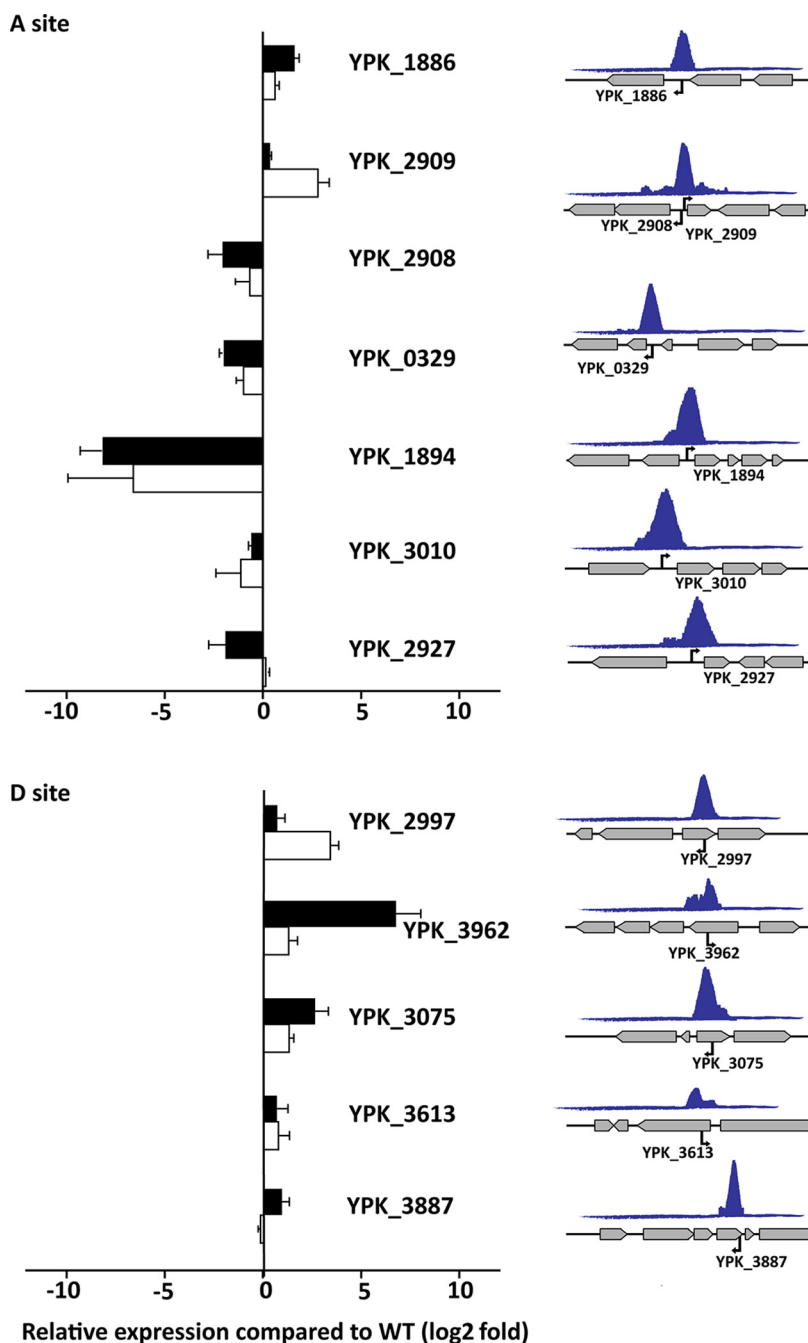 A site
YPK_1886
YPK_2909
YPK_2908
YPK_0329
YPK_1894
YPK_3010
YPK_2927
-10 -5 0 5 10
YPK_1886
YPK_2908 YPK_2909
YPK_0329
YPK_1894
YPK_3010
YPK_2927
D site
YPK_2997
YPK_3962
YPK_3075
YPK_3613
YPK_3887
-10 -5 0 5 10
Relative expression compared to WT (log2 fold)
YPK_2997
YPK_3962
YPK_3075
YPK_3613
YPK_3887